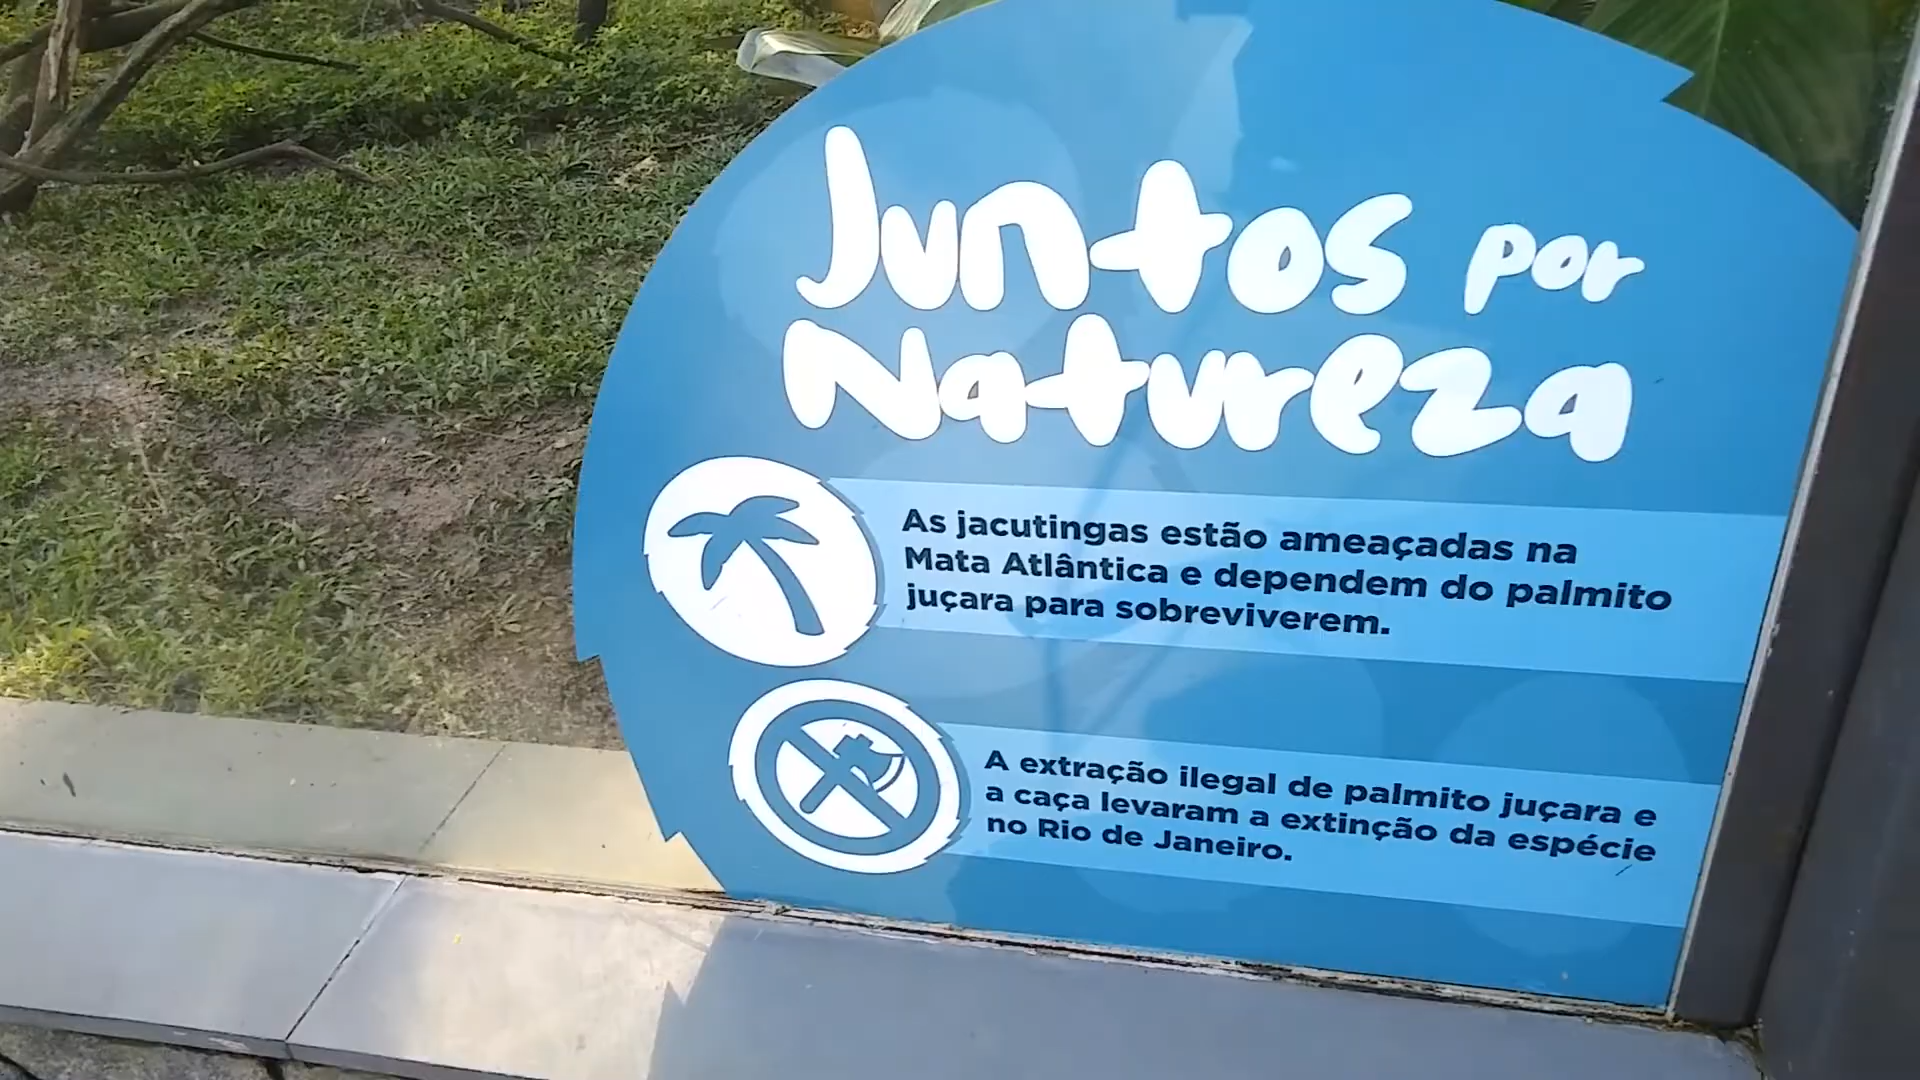 Juntos por
Natureza
As jacutingas estão ameaçadas na
Mata Atlântica e dependem do palmito
juçara para sobreviverem.
A extração ilegal de palmito juçara e
a caça levaram a extinção da espécie
no Rio de Janeiro.